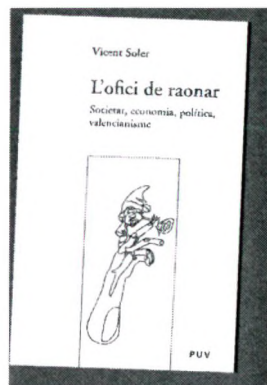 Vicent Soler
L'ofici de raonar
Societat, economia, política,
valencianisme
PUV